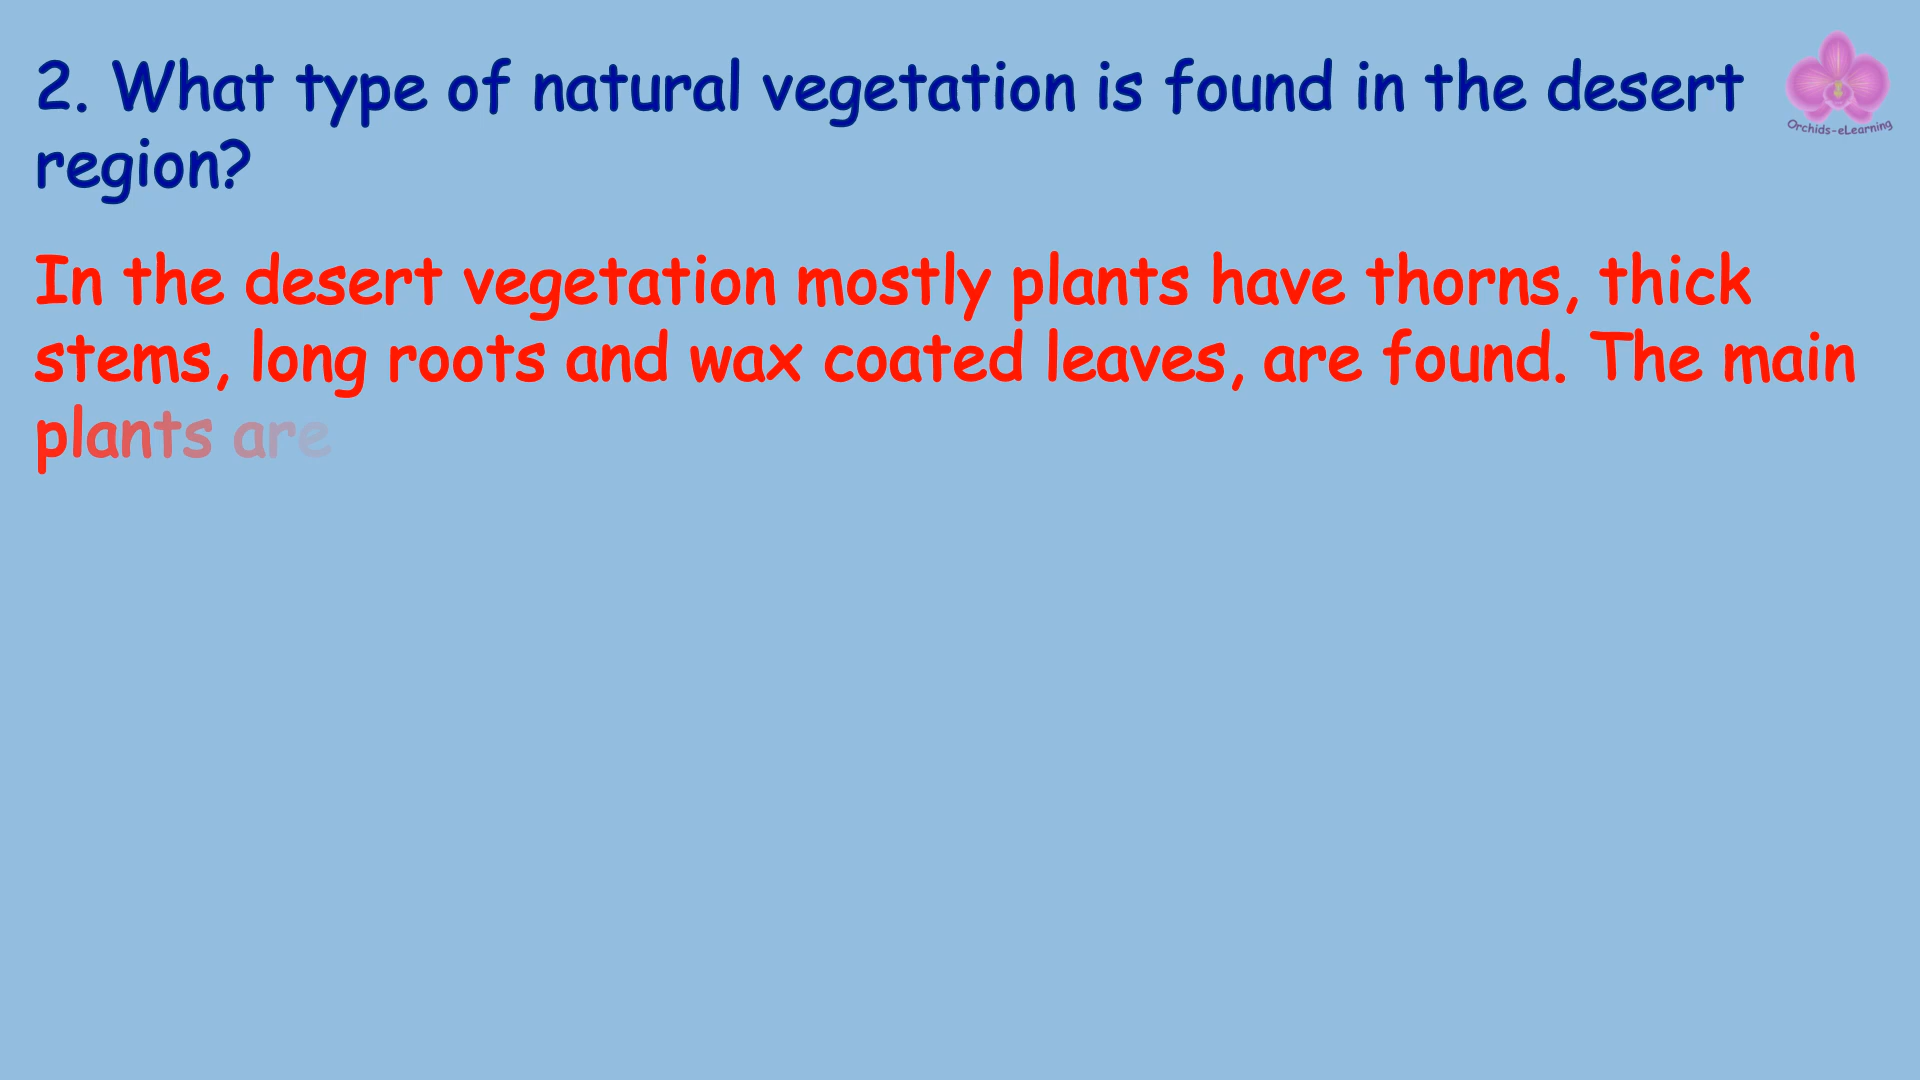 2. What type of natural vegetation is found in the desert
region?
Orchids-eLearning
In the desert vegetation mostly plants have thorns, thick
stems, long roots and wax coated leaves, are found. The main
plants are